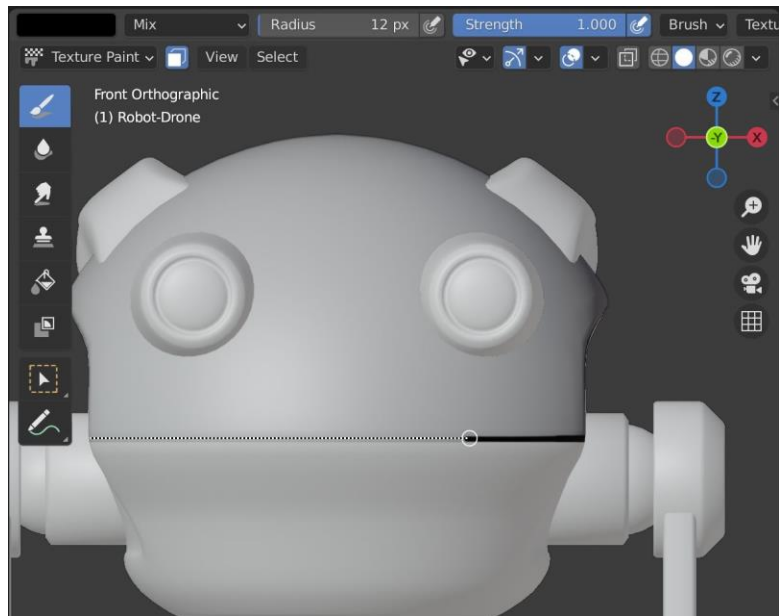 Mix Radius 12 px Strength 1.000 Brush Textu
Texture Paint View Select
Front Orthographic
(1) Robot-Drone
Z
-Y X